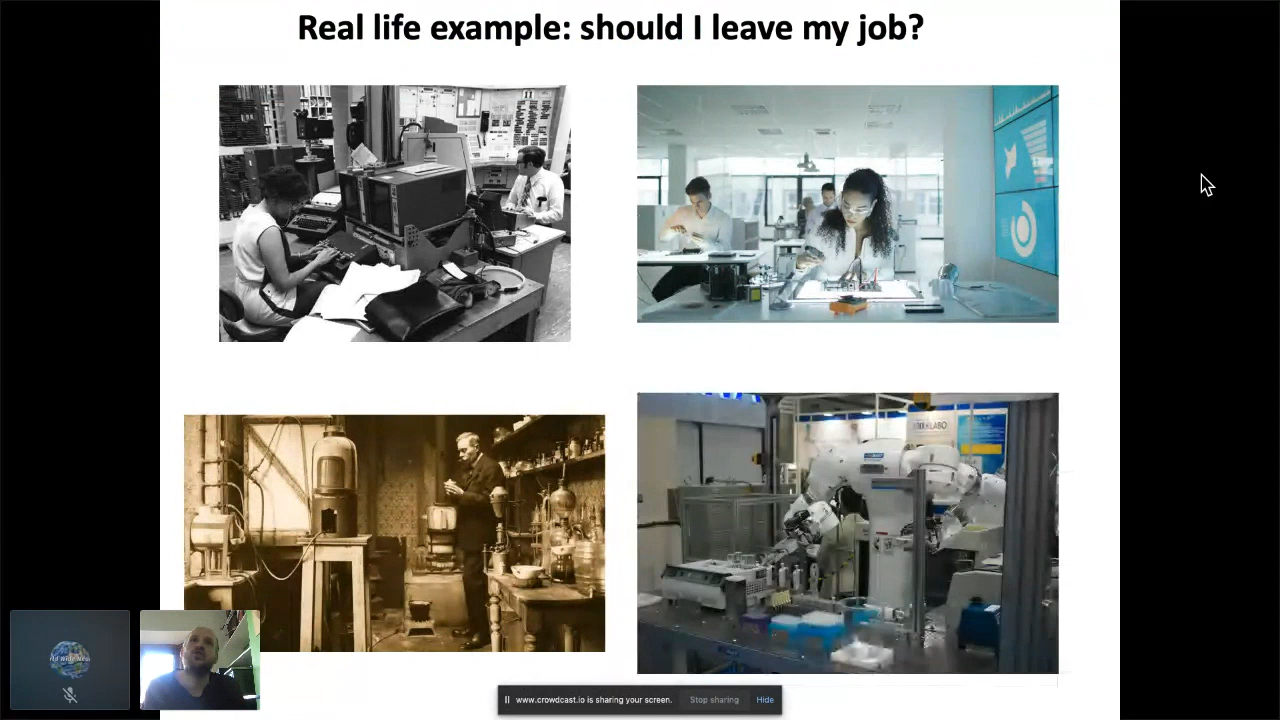 Real life example: should I leave my job?
www.crowdcast.io is sharing your screen.
Stop sharing
Hide